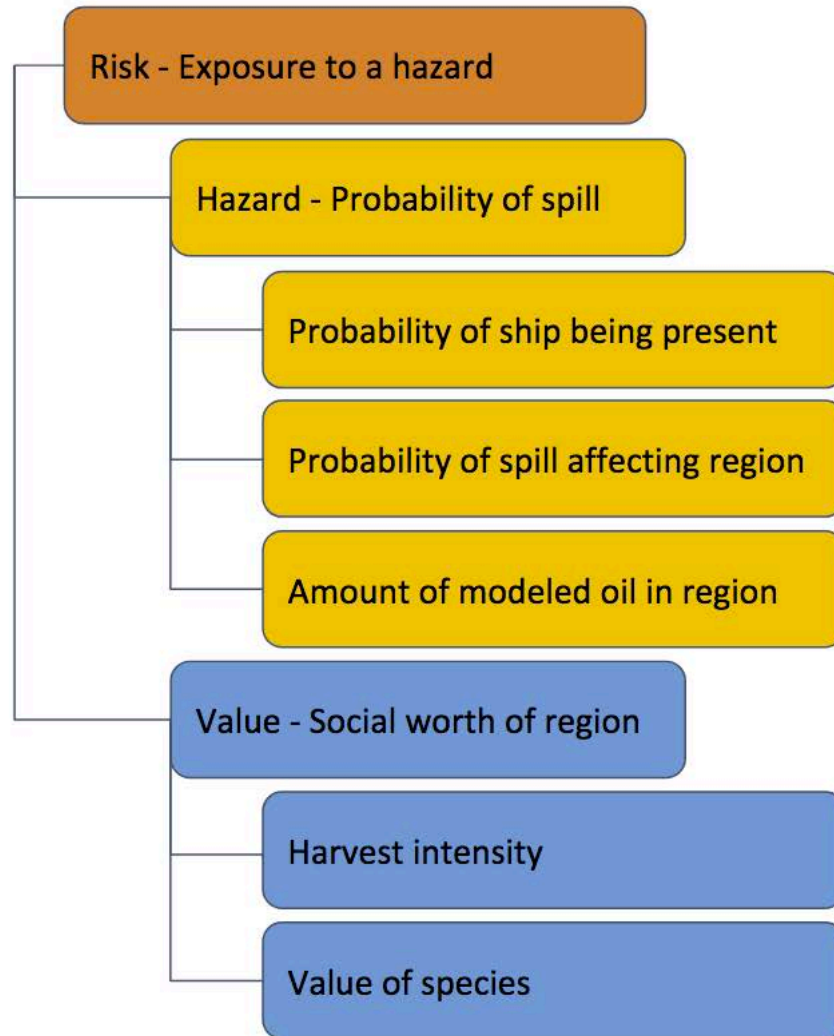 Risk - Exposure to a hazard
Hazard - Probability of spill
Probability of ship being present
Probability of spill affecting region
Amount of modeled oil in region
Value - Social worth of region
Harvest intensity
Value of species